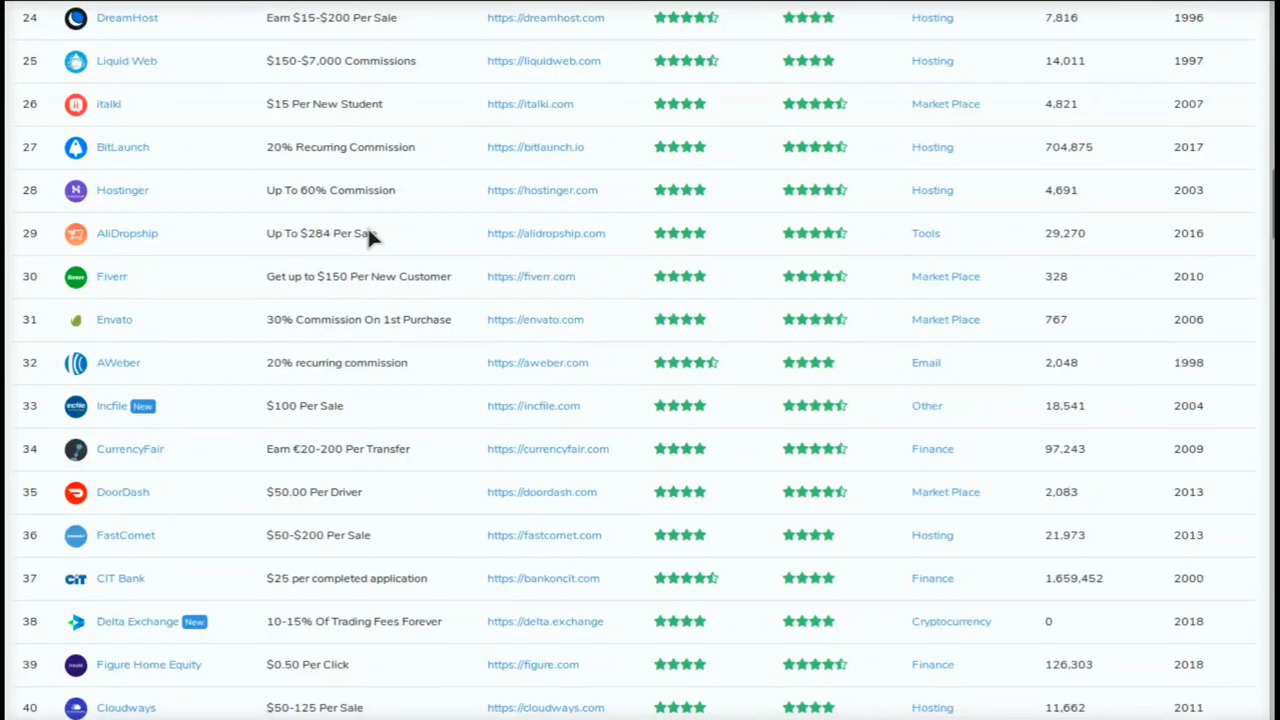 24 DreamHost Earn $15-$200 Per Sale https://dreamhost.com Hosting 7,816 1996
25 Liquid Web $150-$7,000 Commissions https://liquidweb.com Hosting 14,011 1997
26 italki $15 Per New Student https://italki.com Market Place 4,821 2007
27 BitLaunch 20% Recurring Commission https://bitlaunch.io Hosting 704,875 2017
28 Hostinger Up To 60% Commission https://hostinger.com Hosting 4,691 2003
29 AliDropship Up To $284 Per Sale https://alidropship.com Tools 29,270 2016
30 Fiverr Get up to $150 Per New Customer https://fiverr.com Market Place 328 2010
31 Envato 30% Commission On 1st Purchase https://envato.com Market Place 767 2006
32 AWeber 20% recurring commission https://aweber.com Email 2,048 1998
33 Incfile New $100 Per Sale https://incfile.com Other 18,541 2004
34 CurrencyFair Earn €20-200 Per Transfer https://currencyfair.com Finance 97,243 2009
35 DoorDash $50.00 Per Driver https://doordash.com Market Place 2,083 2013
36 FastComet $50-$200 Per Sale https://fastcomet.com Hosting 21,973 2013
37 CIT CIT Bank $25 per completed application https://bankoncit.com Finance 1,659,452 2000
38 Delta Exchange New 10-15% Of Trading Fees Forever https://delta.exchange Cryptocurrency 0 2018
39 Figure Home Equity $0.50 Per Click https://figure.com Finance 126,303 2018
40 Cloudways $50-125 Per Sale https://cloudways.com Hosting 11,662 2011